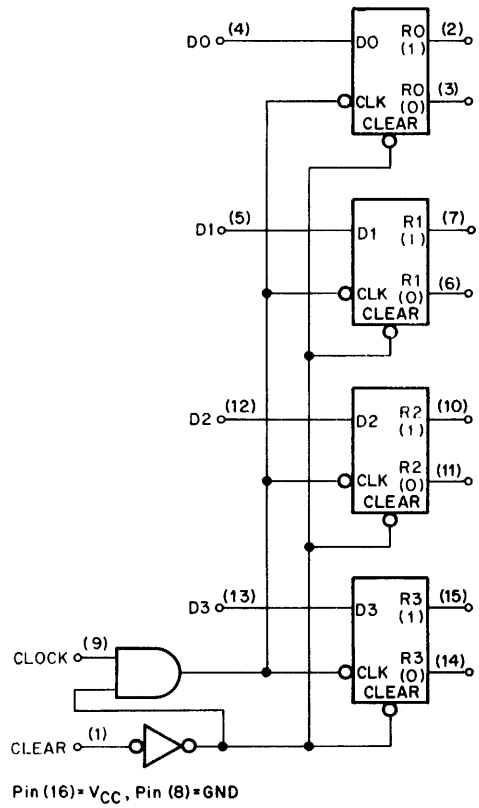 D0 (4) D0 R0 (2)
(1)
R0 (3)
CLK (0)
CLEAR
D1 (5) D1 R1 (7)
(1)
R1 (6)
CLK (0)
CLEAR
D2 (12) D2 R2 (10)
(1)
R2 (11)
CLK (0)
CLEAR
D3 (13) D3 R3 (15)
(1)
CLOCK (9) R3 (14)
CLK (0)
CLEAR
CLEAR (1)
Pin (16)= VCC, Pin (8)=GND